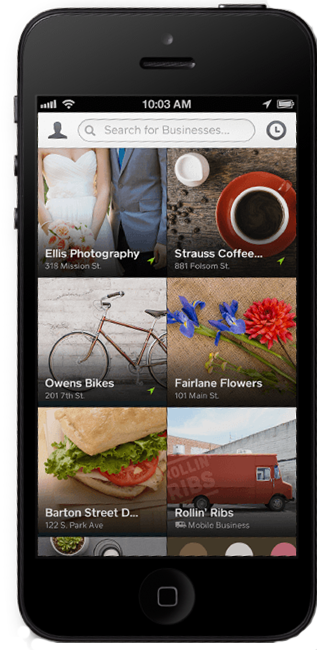 10:03 AM
Search for Businesses...
Ellis Photography
318 Mission St.
Strauss Coffee...
881 Folsom St.
Owens Bikes
201 7th St.
Fairlane Flowers
101 Main St.
ROLLIN
RIBS
Barton Street D...
122 S. Park Ave
Rollin' Ribs
Mobile Business